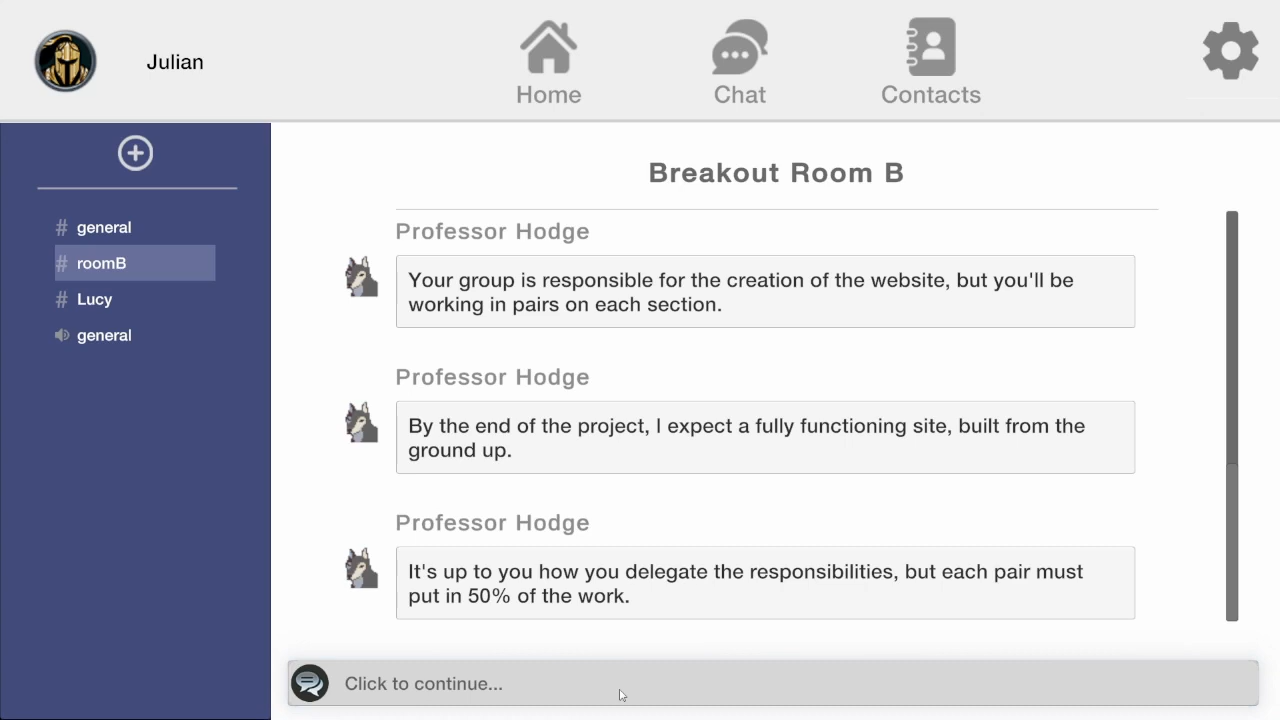 Julian
Home
Chat
Contacts
# general
# roomB
# Lucy
general
Breakout Room B
Professor Hodge
Your group is responsible for the creation of the website, but you'll be
working in pairs on each section.
Professor Hodge
By the end of the project, I expect a fully functioning site, built from the
ground up.
Professor Hodge
It's up to you how you delegate the responsibilities, but each pair must
put in 50% of the work.
Click to continue...